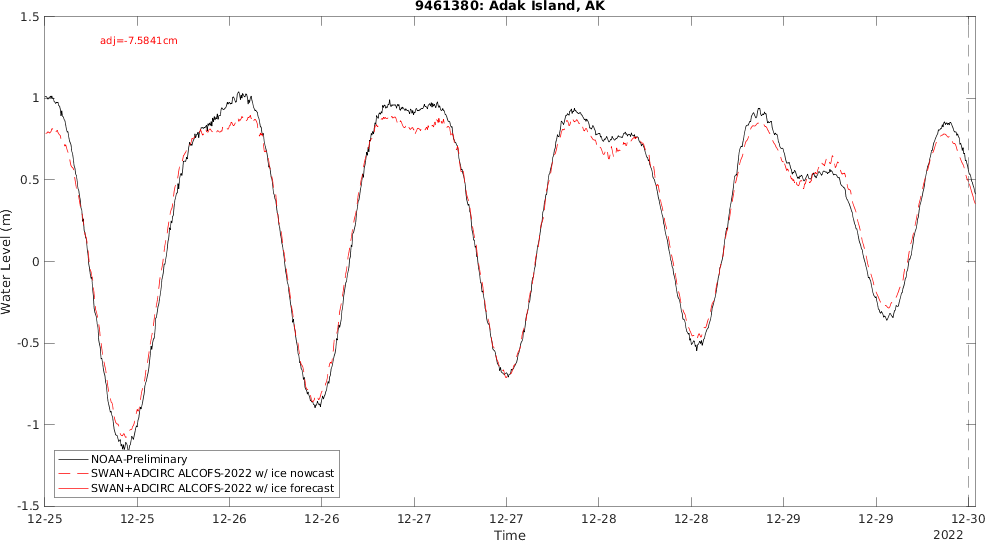 9461380: Adak Island, AK
adj=-7.5841cm
1.5
1
0.5
0
-0.5
-1
-1.5
Water Level (m)
NOAA-Preliminary
SWAN+ADCIRC ALCOFS-2022 w/ ice nowcast
SWAN+ADCIRC ALCOFS-2022 w/ ice forecast
12-25 12-25 12-26 12-26 12-27 12-27 12-28 12-28 12-29 12-29 12-30
Time
2022